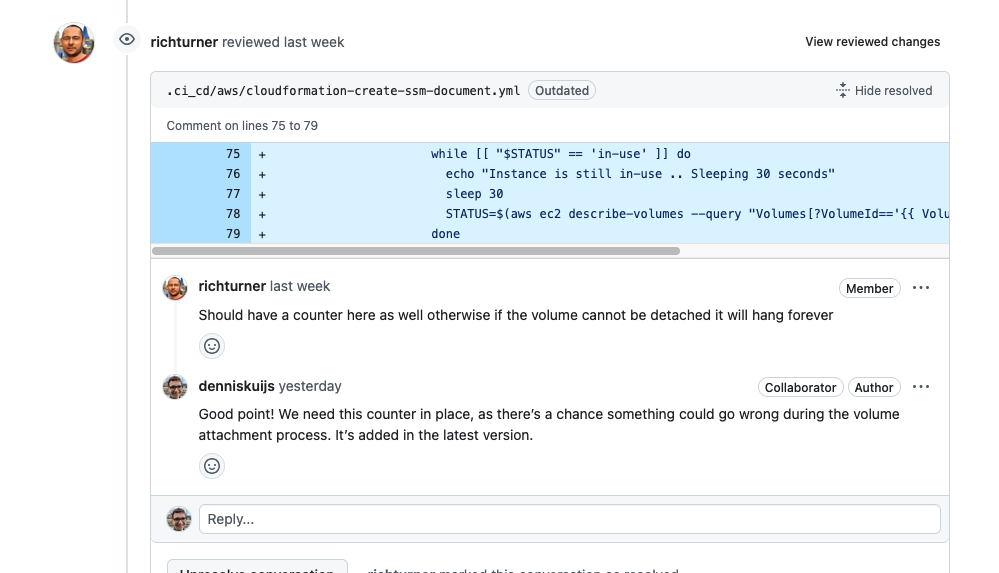 richturner reviewed last week
View reviewed changes
.ci_cd/aws/cloudformation-create-ssm-document.yml
Outdated
Hide resolved
Comment on lines 75 to 79
75 + while [[ "$STATUS" == 'in-use' ]] do
76 + echo "Instance is still in-use .. Sleeping 30 seconds"
77 + sleep 30
78 + STATUS=$(aws ec2 describe-volumes --query "Volumes[?VolumeId=='{{ Volu
79 + done
richturner last week
Member
Should have a counter here as well otherwise if the volume cannot be detached it will hang forever
denniskuijs yesterday
Collaborator
Author
Good point! We need this counter in place, as there's a chance something could go wrong during the volume
attachment process. It's added in the latest version.
Reply...
Unresolve conversation
richturner marked this conversation as resolved.